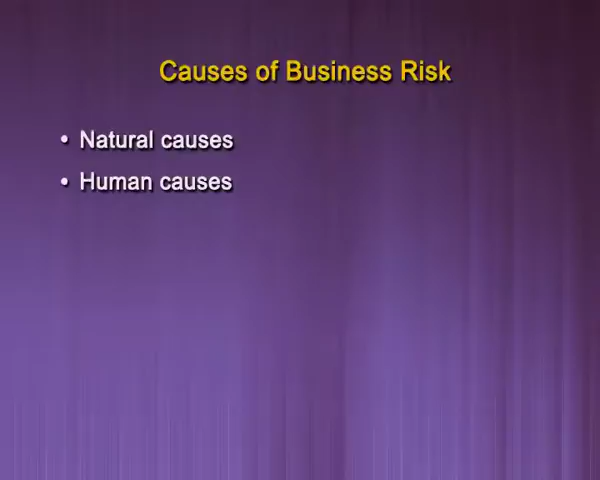 Causes of Business Risk
• Natural causes
• Human causes